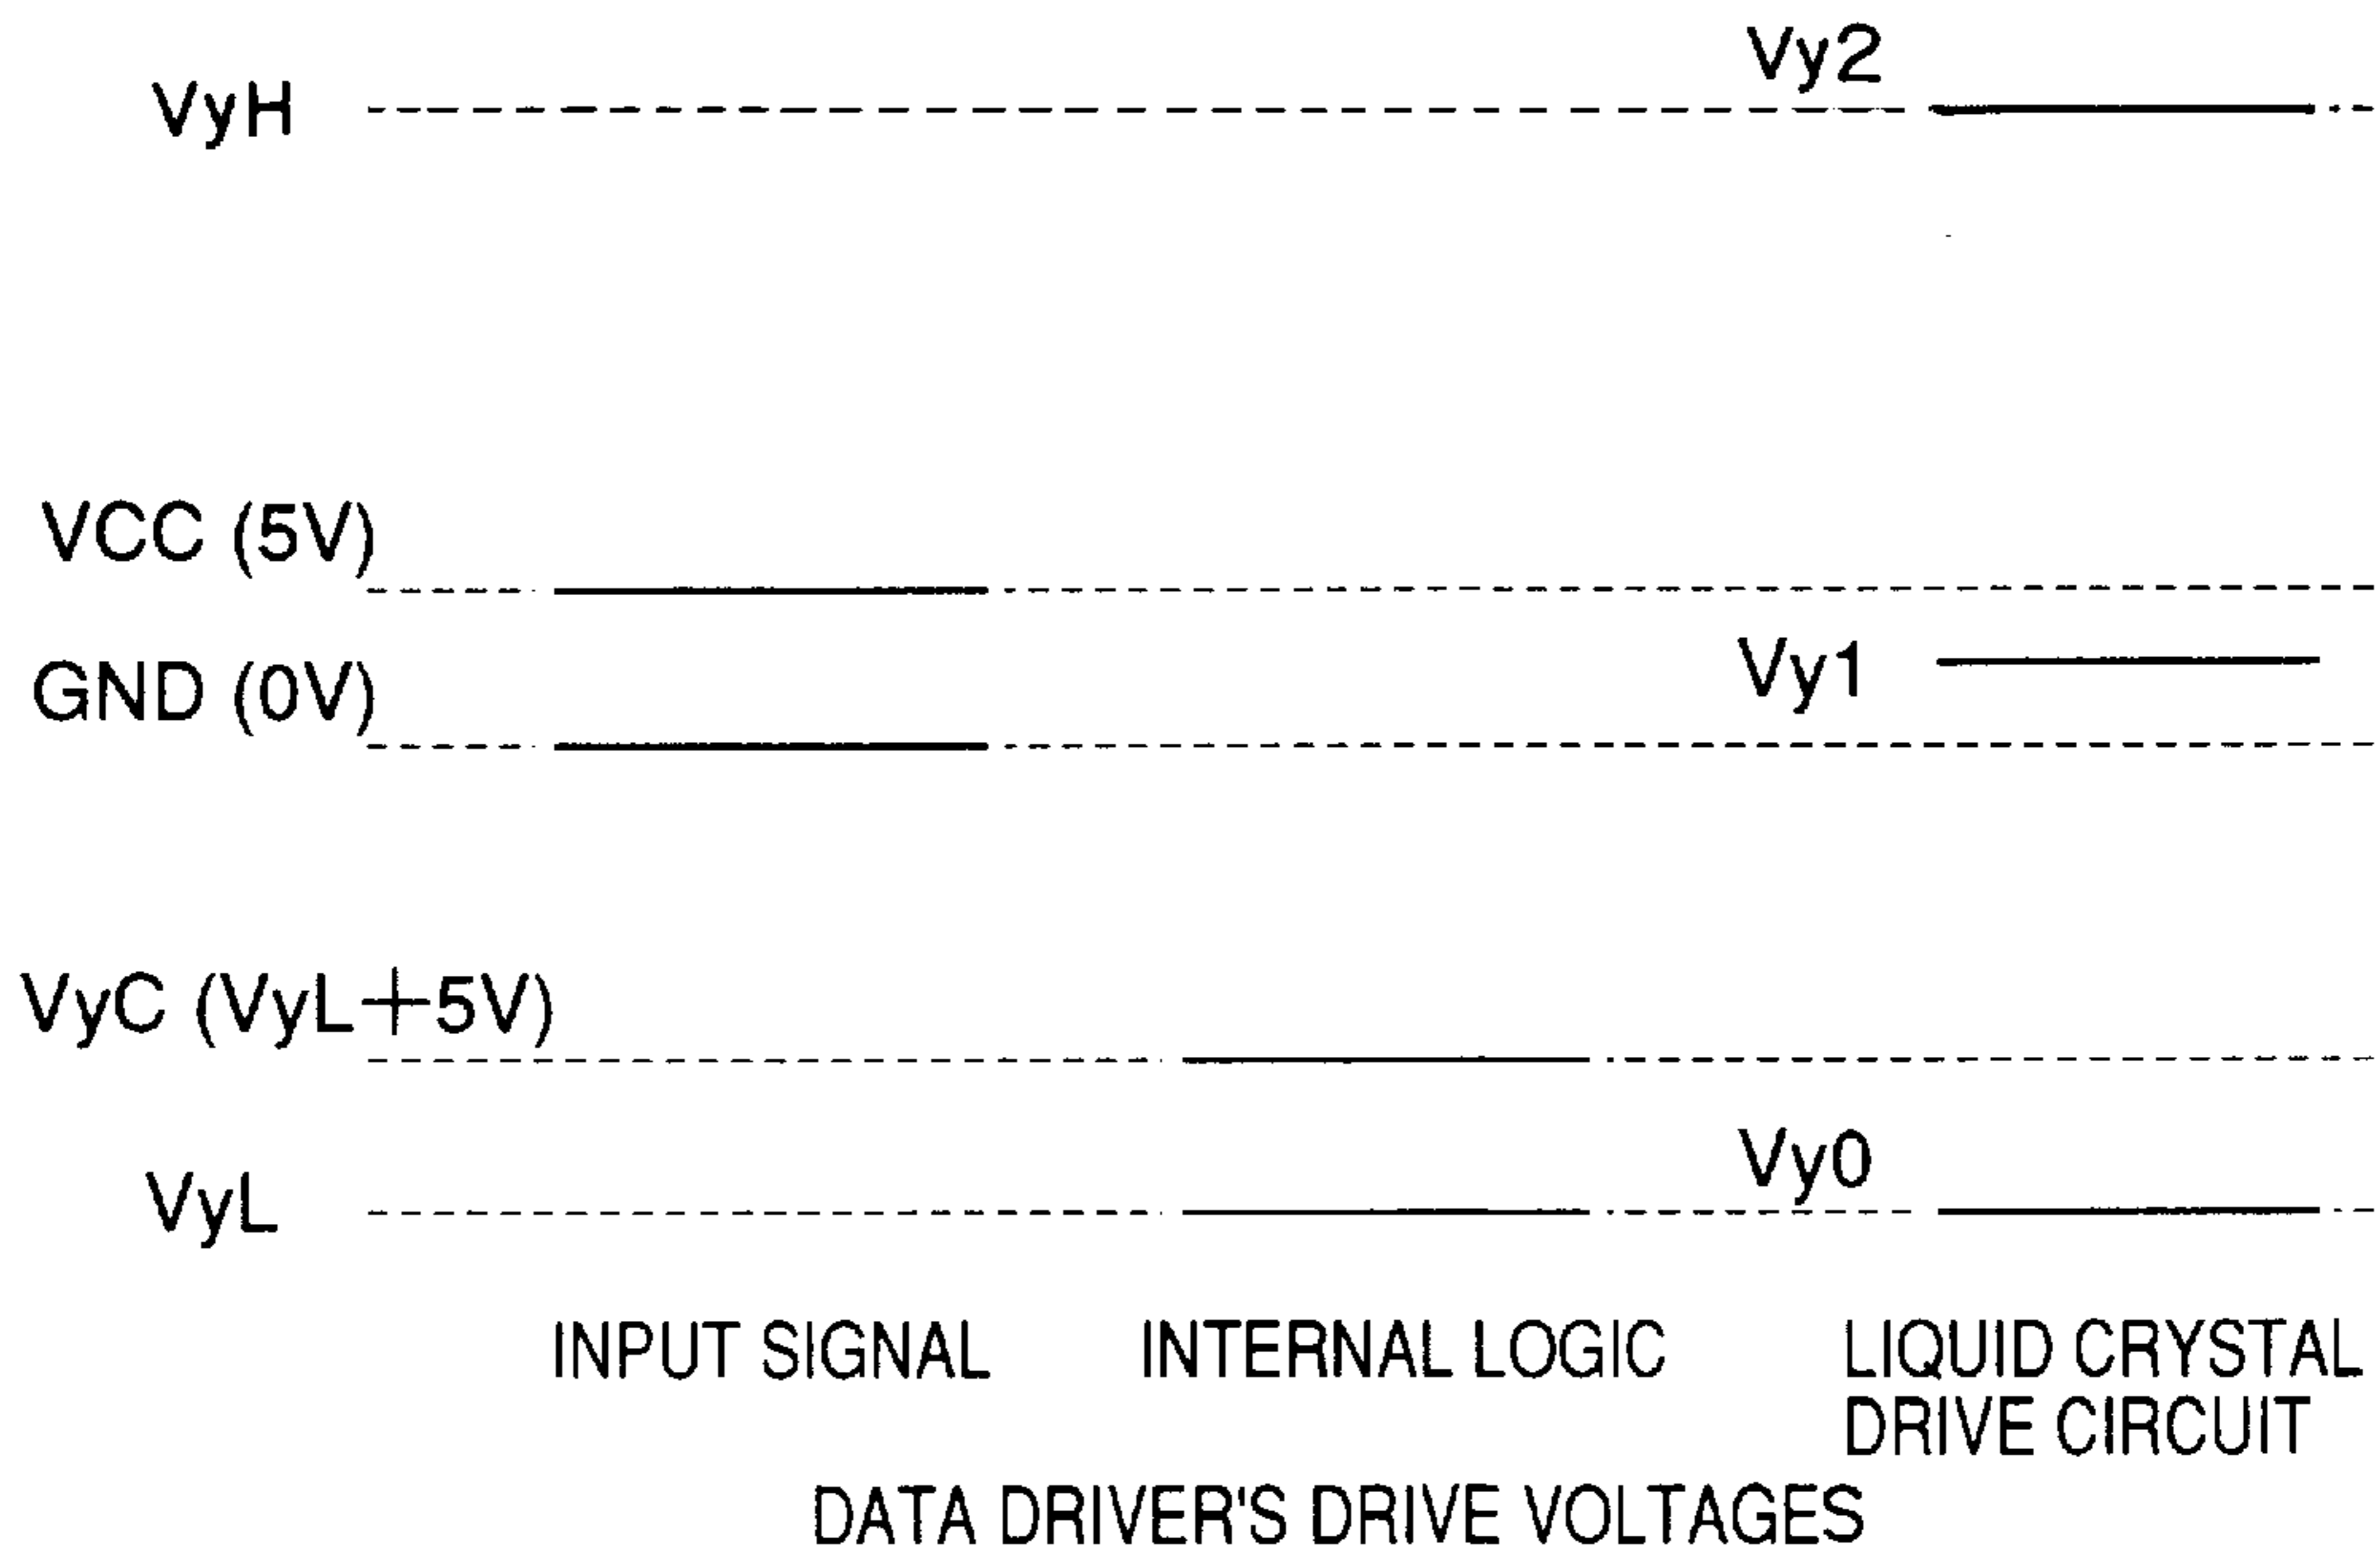 Vy2
VyH
VCC (5V)
GND (0V)
Vy1
VyC (VyL+5V)
Vy0
VyL
INPUT SIGNAL
INTERNAL LOGIC
LIQUID CRYSTAL
DRIVE CIRCUIT
DATA DRIVER'S DRIVE VOLTAGES